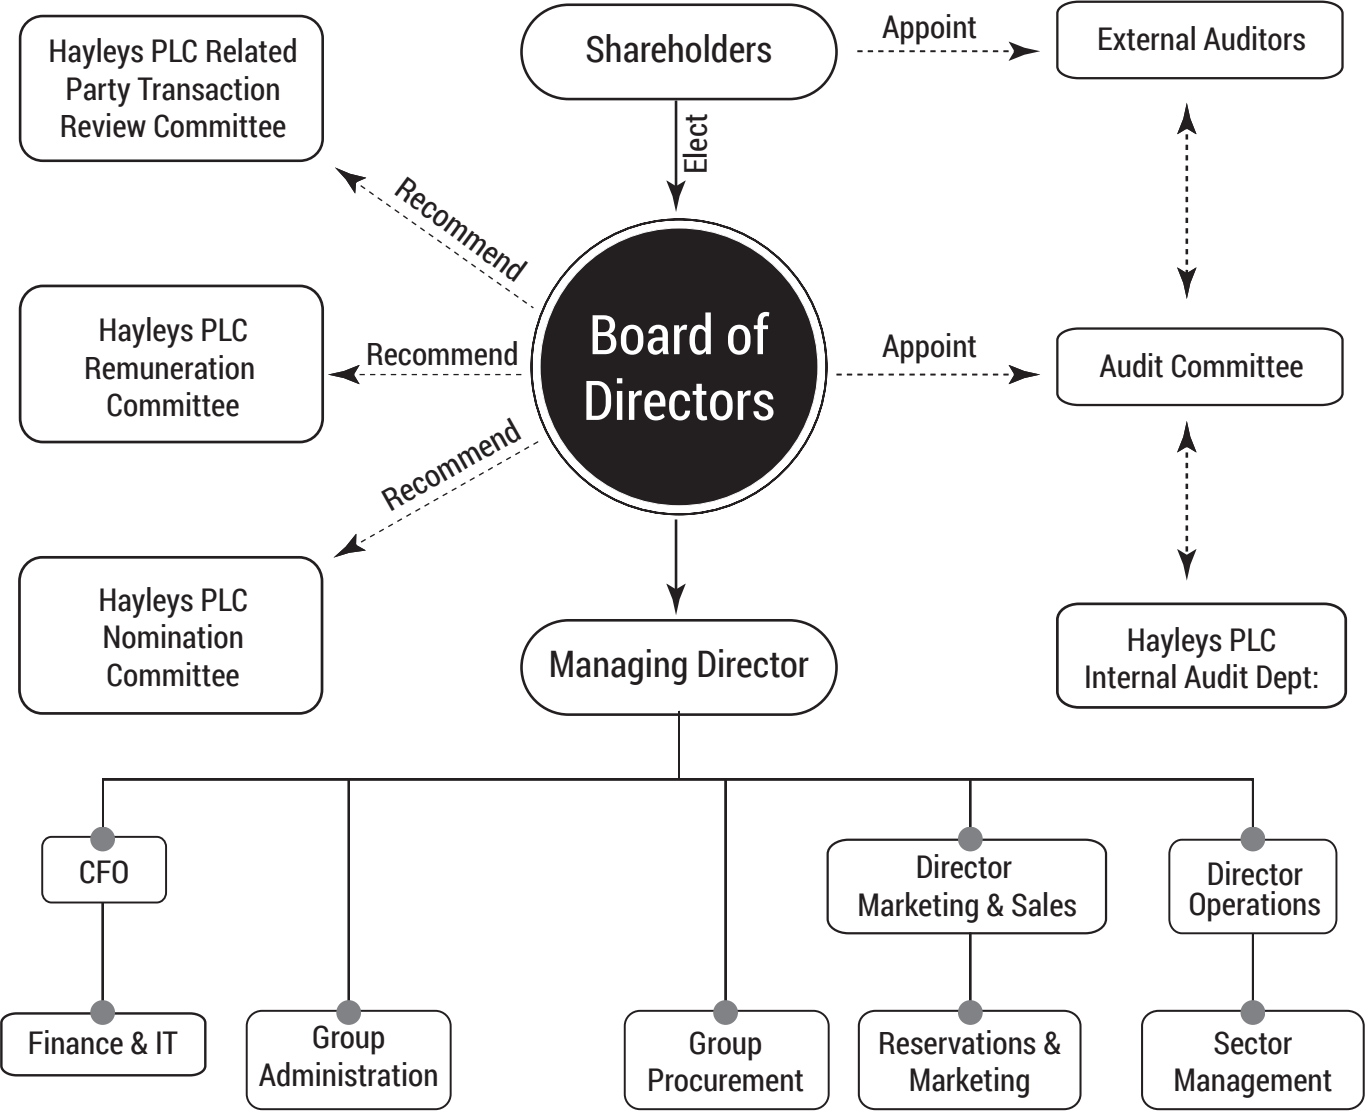 Hayleys PLC Related
Party Transaction
Review Committee
Shareholders
Appoint
External Auditors
Elect
Recommend
Board of
Directors
Hayleys PLC
Remuneration
Committee
Recommend
Appoint
Audit Committee
Recommend
Hayleys PLC
Nomination
Committee
Managing Director
Hayleys PLC
Internal Audit Dept:
CFO
Director
Marketing & Sales
Director
Operations
Finance & IT
Group
Administration
Group
Procurement
Reservations &
Marketing
Sector
Management